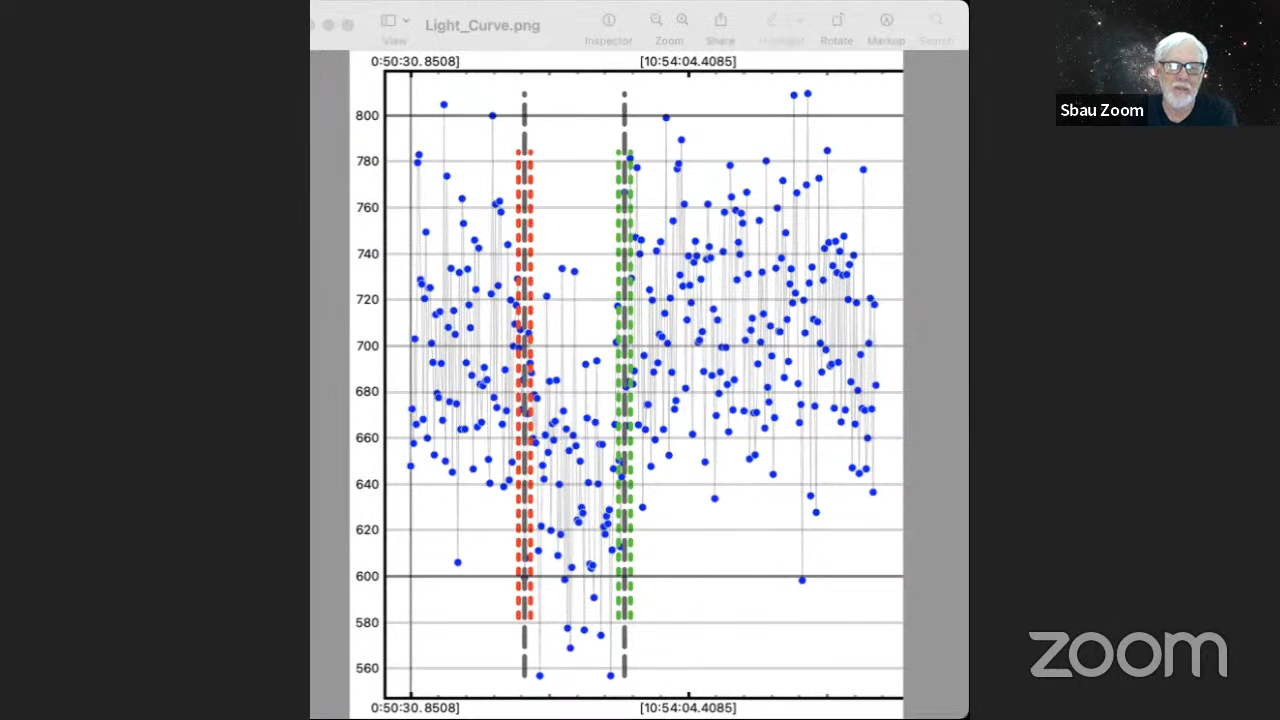 Light_Curve.png
View
Inspector
Zoom
Share
Highlight
Rotate
Markup
Search
0:50:30.8508]
[10:54:04.4085]
800
780
760
740
720
700
680
660
640
620
600
580
560
0:50:30.8508]
[10:54:04.4085]
Sbau Zoom
zoom